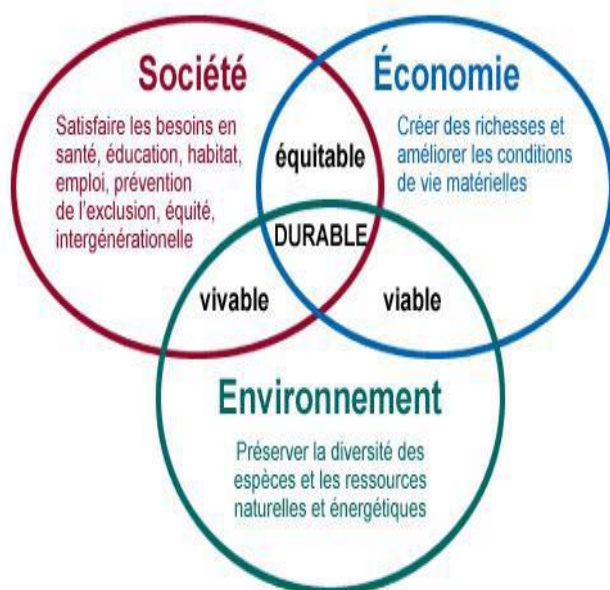 Société
Satisfaire les besoins en
santé, éducation, habitat,
emploi, prévention
de l'exclusion, équité,
intergénérationelle
Économie
Créer des richesses et
améliorer les conditions
de vie matérielles
équitable
DURABLE
vivable
viable
Environnement
Préserver la diversité des
espèces et les ressources
naturelles et énergétiques